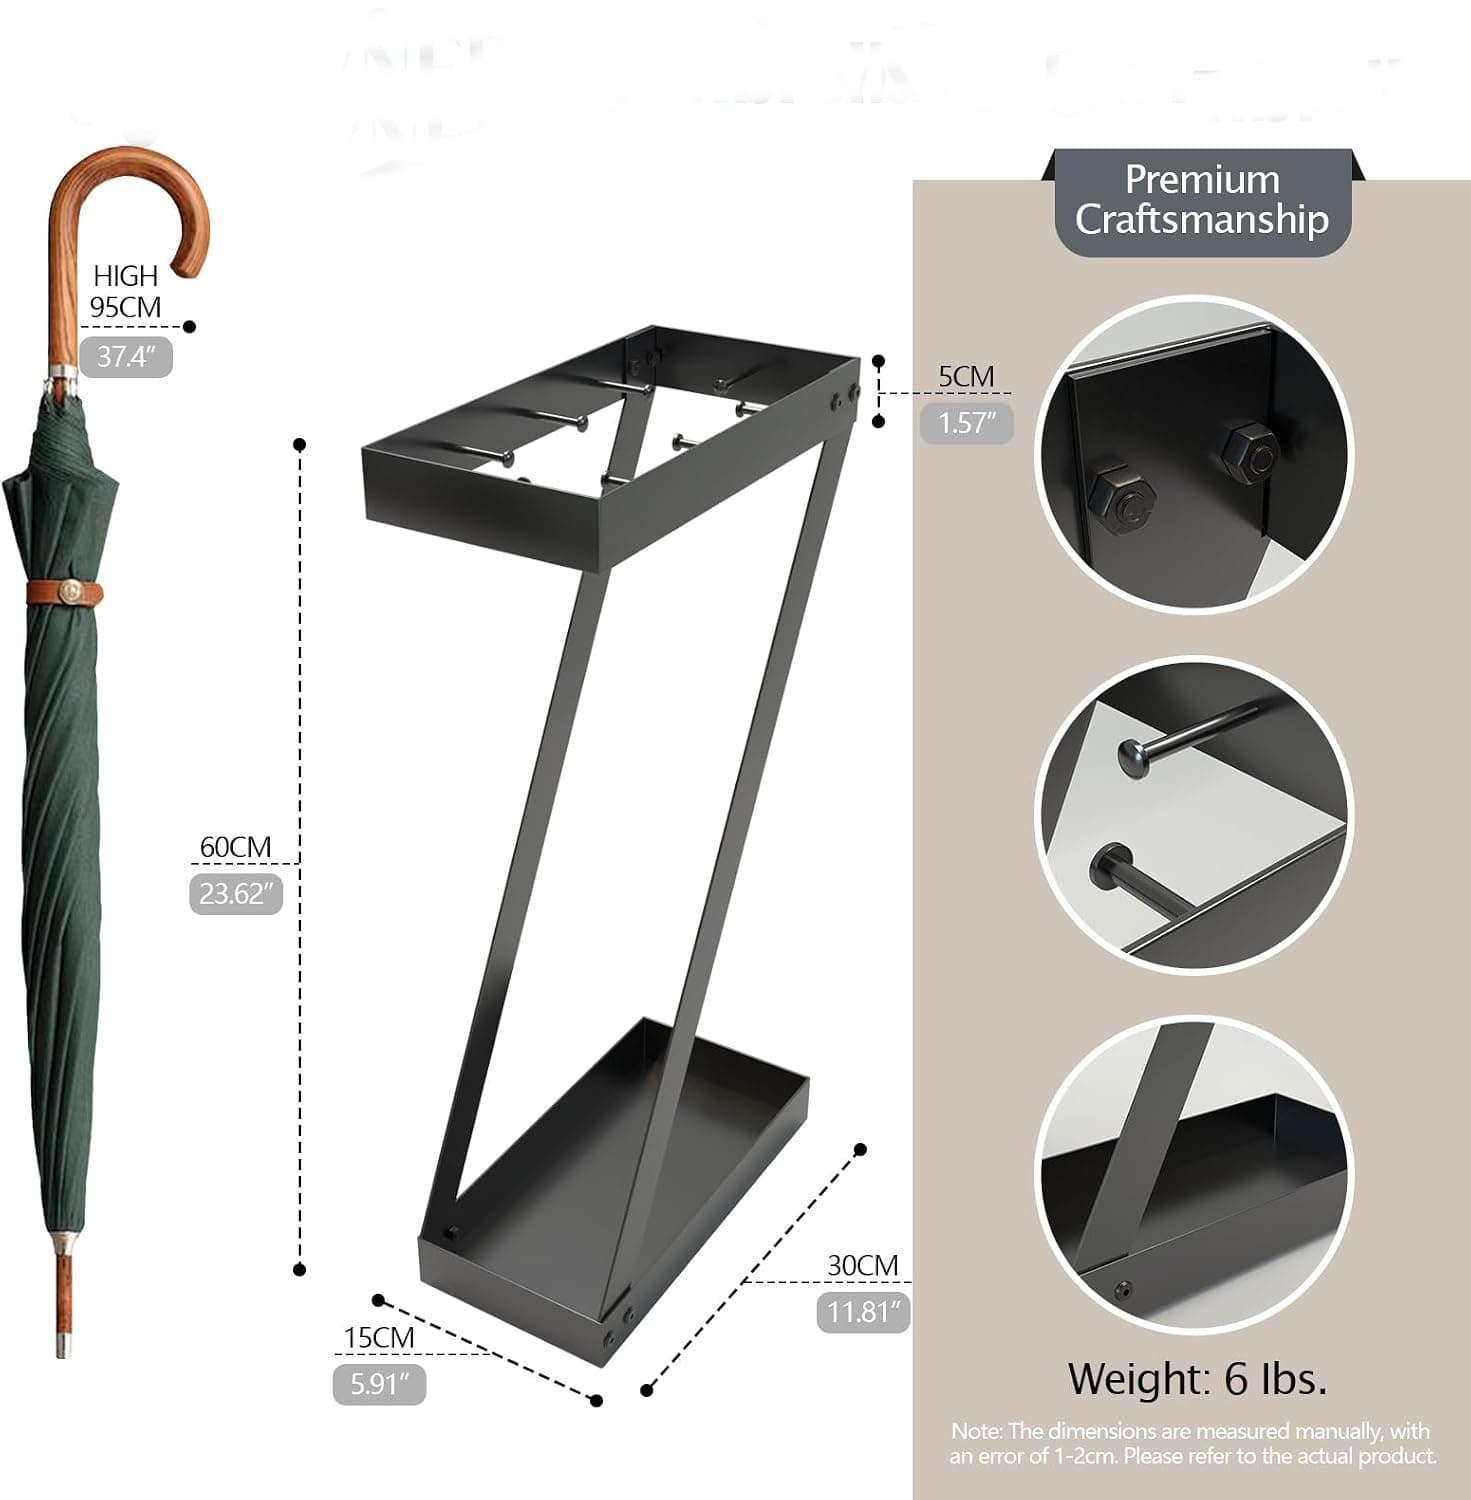 Premium
Craftsmanship
HIGH
95CM
37.4”
5CM
1.57”
60CM
23.62”
30CM
11.81”
15CM
5.91”
Weight: 6 lbs.
Note: The dimensions are measured manually, with
an error of 1-2cm. Please refer to the actual product.